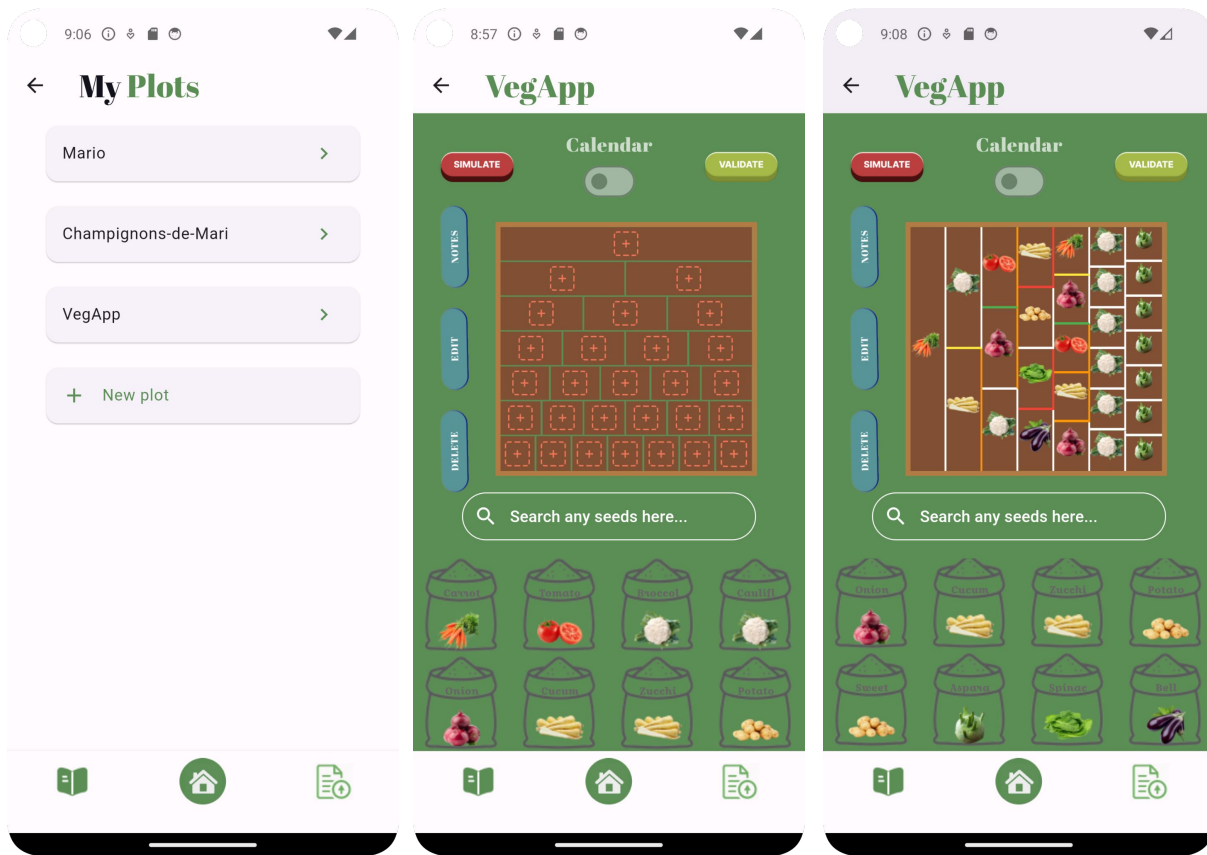 9:06
My Plots
Mario
Champignons-de-Mari
VegApp
+ New plot
8:57
VegApp
Calendar
SIMULATE
VALIDATE
NOTES
EDIT
DELETE
Search any seeds here...
Carrot Tomato Broccol Caulifl
Onion Cucum Zucchi Potato
9:08
VegApp
Calendar
SIMULATE
VALIDATE
NOTES
EDIT
DELETE
Search any seeds here...
Onion Cucum Zucchi Potato
Sweet Aspara Spinac Bell